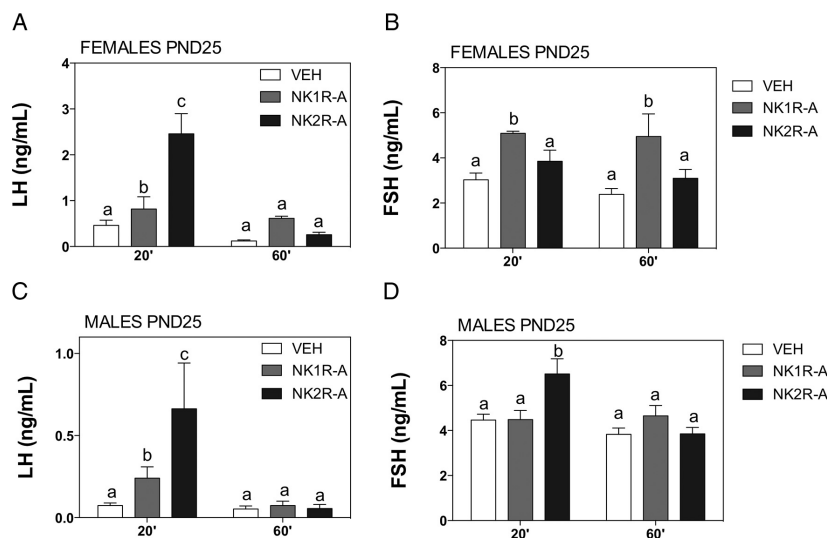 A
FEMALES PND25
LH (ng/mL)
4
3
2
1
0
a
b
c
a
a
a
20'
60'
VEH
NK1R-A
NK2R-A
B
FEMALES PND25
FSH (ng/mL)
8
6
4
2
0
a
b
a
a
b
a
20'
60'
VEH
NK1R-A
NK2R-A
C
MALES PND25
LH (ng/mL)
1.0
0.5
0.0
a
b
c
a
a
a
20'
60'
VEH
NK1R-A
NK2R-A
D
MALES PND25
FSH (ng/mL)
8
6
4
2
0
a
a
b
a
a
a
20'
60'
VEH
NK1R-A
NK2R-A